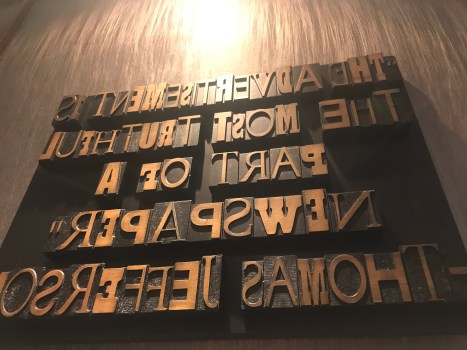 "THE ADVERTISEMENT IS
THE MOST TRUTHFUL
PART OF A
NEWSPAPER"
-THOMAS JEFFERSO